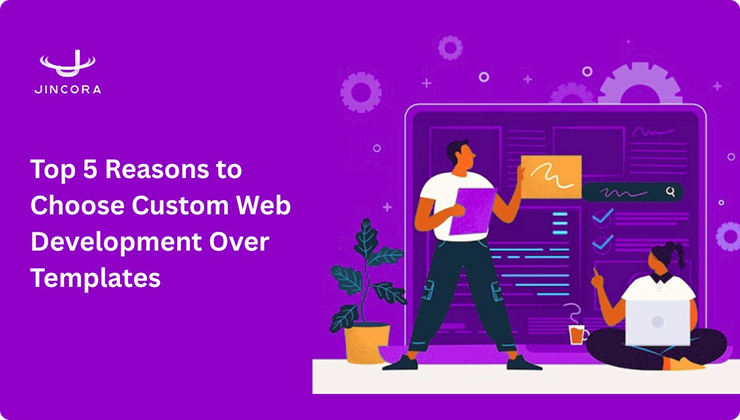 JINCORA
Top 5 Reasons to
Choose Custom Web
Development Over
Templates